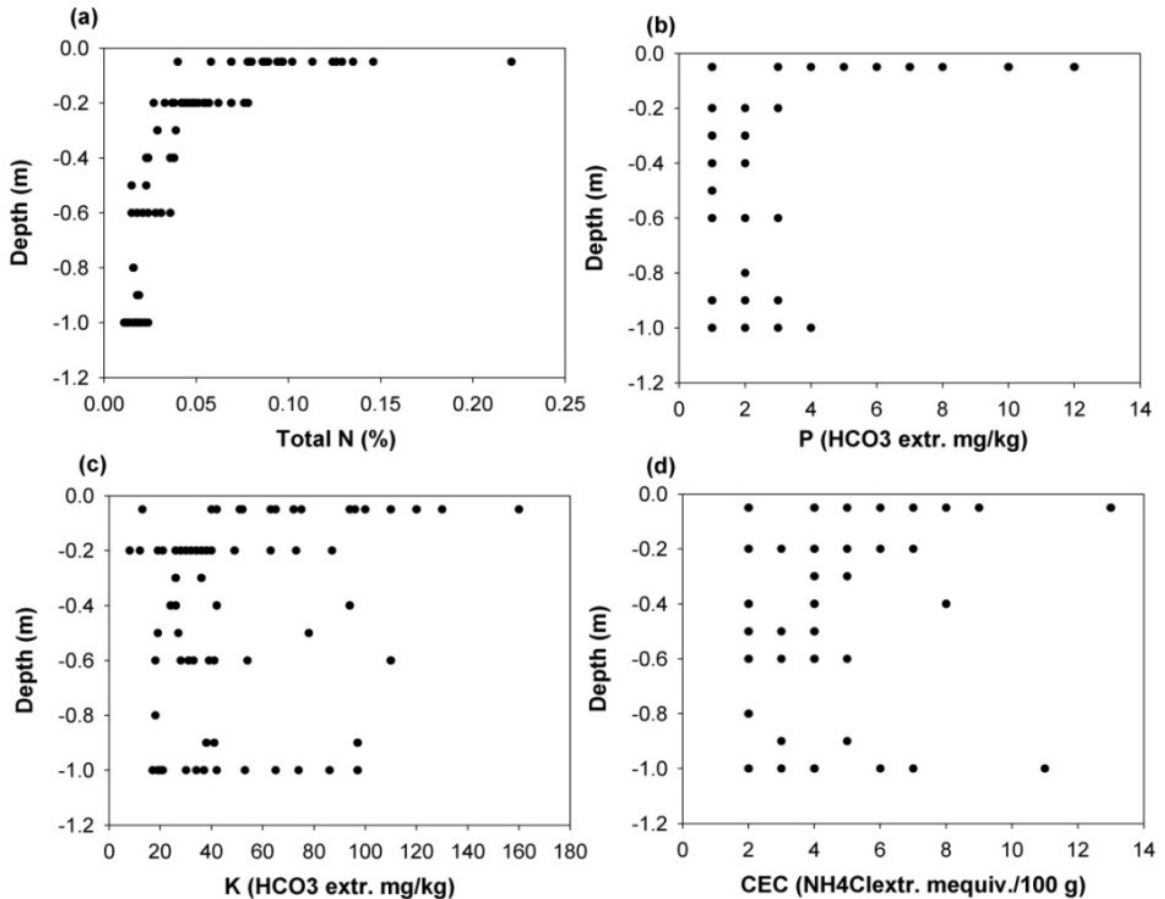 (a)
0.0
-0.2
-0.4
-0.6
-0.8
-1.0
-1.2
Depth (m)
0.00 0.05 0.10 0.15 0.20 0.25
Total N (%)
(b)
0.0
-0.2
-0.4
-0.6
-0.8
-1.0
-1.2
Depth (m)
0 2 4 6 8 10 12 14
P (HCO3 extr. mg/kg)
(c)
0.0
-0.2
-0.4
-0.6
-0.8
-1.0
-1.2
Depth (m)
0 20 40 60 80 100 120 140 160 180
K (HCO3 extr. mg/kg)
(d)
0.0
-0.2
-0.4
-0.6
-0.8
-1.0
-1.2
Depth (m)
0 2 4 6 8 10 12 14
CEC (NH4Clextr. mequiv./100 g)